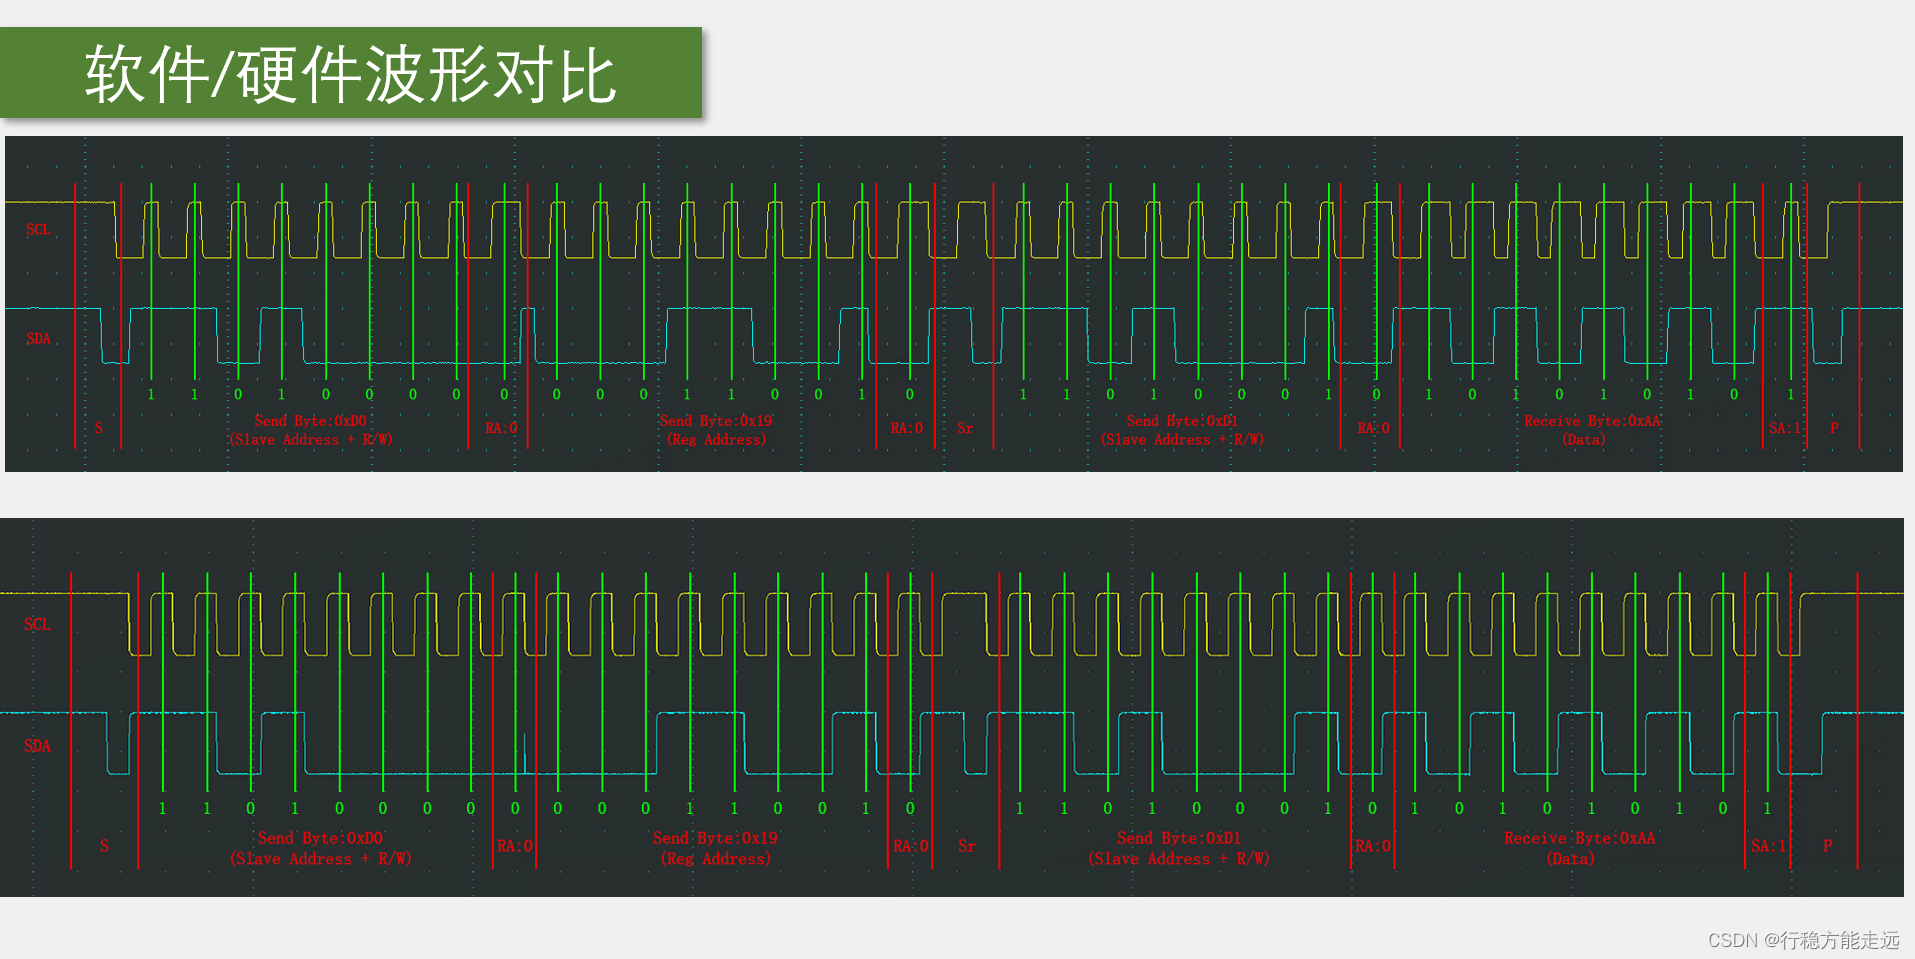 软件/硬件波形对比
SCL
SDA
1 1 0 1 0 0 0 0 0 0 0 0 1 1 0 0 1 0 1 1 0 1 0 0 0 1 0 1 0 1 0 1 0 1 0 1
S
Send Byte:0xD0
(Slave Address + R/W)
RA:0
Send Byte:0x19
(Reg Address)
RA:0
Sr
Send Byte:0xD1
(Slave Address + R/W)
RA:0
Receive Byte:0xAA
(Data)
SA:1
P
SCL
SDA
1 1 0 1 0 0 0 0 0 0 0 0 1 1 0 0 1 0 1 1 0 1 0 0 0 1 0 1 0 1 0 1 0 1 0 1
S
Send Byte:0xD0
(Slave Address + R/W)
RA:0
Send Byte:0x19
(Reg Address)
RA:0
Sr
Send Byte:0xD1
(Slave Address + R/W)
RA:0
Receive Byte:0xAA
(Data)
SA:1
P
CSDN @行稳方能走远